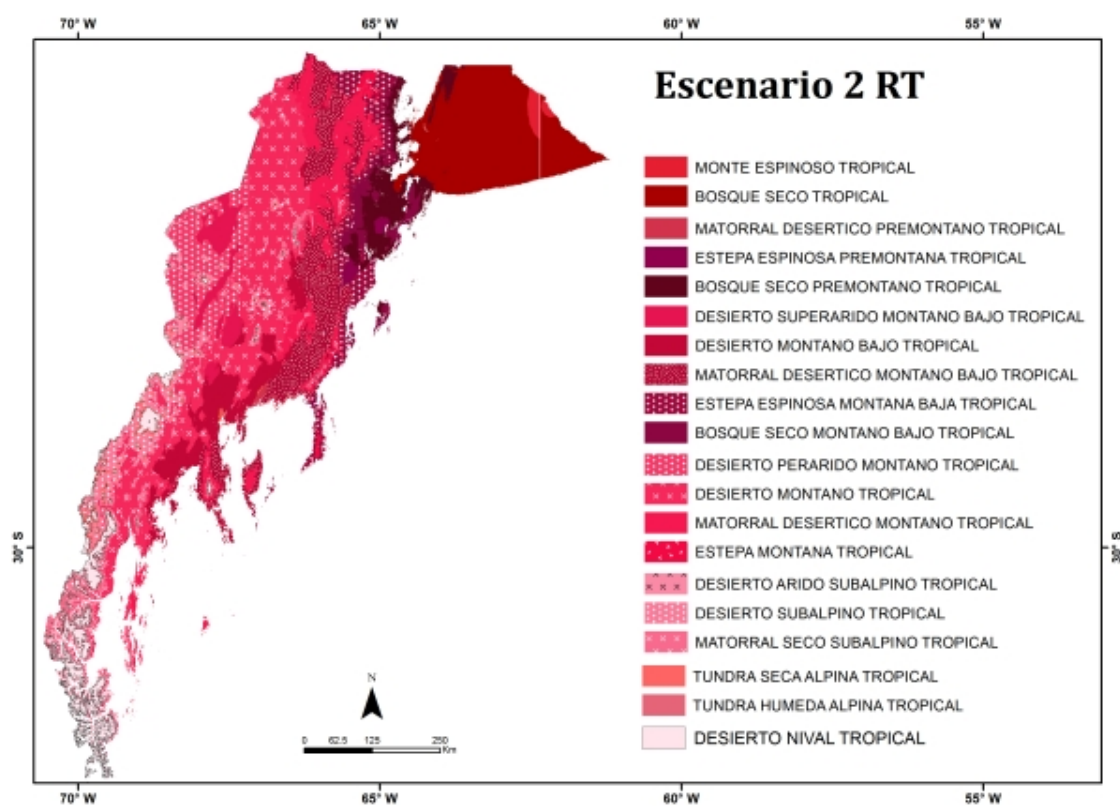 70° W 65° W 60° W 55° W
Escenario 2 RT
MONTE ESPINOSO TROPICAL
BOSQUE SECO TROPICAL
MATORRAL DESERTICO PREMONTANO TROPICAL
ESTEPA ESPINOSA PREMONTANA TROPICAL
BOSQUE SECO PREMONTANO TROPICAL
DESIERTO SUPERARIDO MONTANO BAJO TROPICAL
DESIERTO MONTANO BAJO TROPICAL
MATORRAL DESERTICO MONTANO BAJO TROPICAL
ESTEPA ESPINOSA MONTANA BAJA TROPICAL
BOSQUE SECO MONTANO BAJO TROPICAL
DESIERTO PERARIDO MONTANO TROPICAL
DESIERTO MONTANO TROPICAL
MATORRAL DESERTICO MONTANO TROPICAL
ESTEPA MONTANA TROPICAL
DESIERTO ARIDO SUBALPINO TROPICAL
DESIERTO SUBALPINO TROPICAL
MATORRAL SECO SUBALPINO TROPICAL
TUNDRA SECA ALPINA TROPICAL
TUNDRA HUMEDA ALPINA TROPICAL
DESIERTO NIVAL TROPICAL
30° S
30° S
N
0 62.5 125 250
Km
70° W 65° W 60° W 55° W